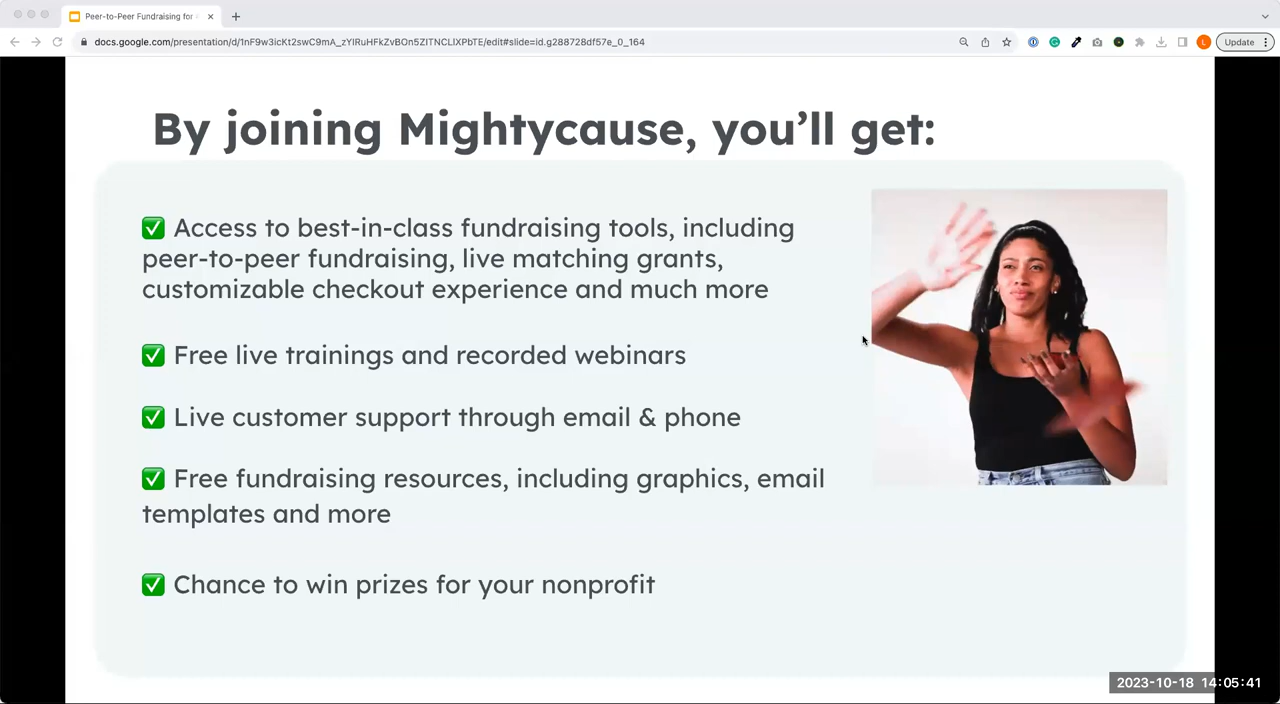 Peer-to-Peer Fundraising for
docs.google.com/presentation/d/1nF9w3icKt2swC9mA_zYlRuHFkZvBOn5ZITNCLlXPbTE/edit#slide=id.g288728df57e_0_164
Update
By joining Mightycause, you’ll get:
✅ Access to best-in-class fundraising tools, including
peer-to-peer fundraising, live matching grants,
customizable checkout experience and much more
✅ Free live trainings and recorded webinars
✅ Live customer support through email & phone
✅ Free fundraising resources, including graphics, email
templates and more
✅ Chance to win prizes for your nonprofit
2023-10-18 14:05:41